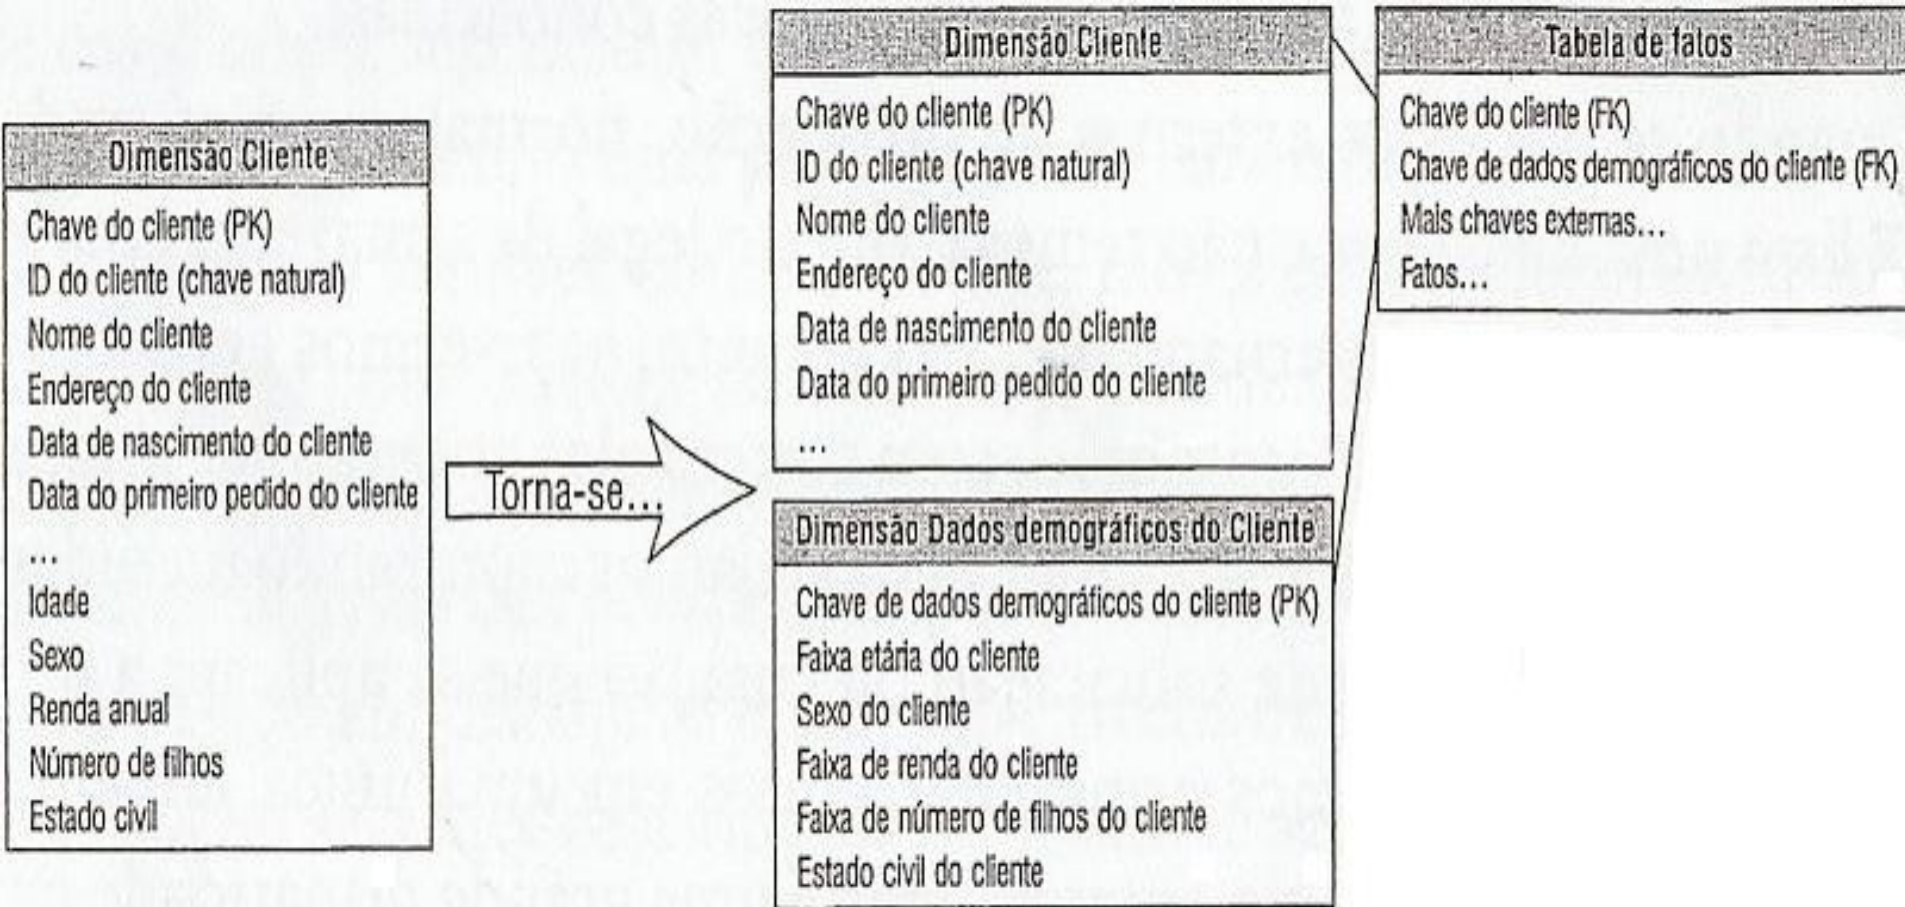 Dimensão Cliente
Chave do cliente (PK)
ID do cliente (chave natural)
Nome do cliente
Endereço do cliente
Data de nascimento do cliente
Data do primeiro pedido do cliente
...
Idade
Sexo
Renda anual
Número de filhos
Estado civil
Torna-se...
Dimensão Cliente
Chave do cliente (PK)
ID do cliente (chave natural)
Nome do cliente
Endereço do cliente
Data de nascimento do cliente
Data do primeiro pedido do cliente
...
Dimensão Dados demográficos do Cliente
Chave de dados demográficos do cliente (PK)
Faixa etária do cliente
Sexo do cliente
Faixa de renda do cliente
Faixa de número de filhos do cliente
Estado civil do cliente
Tabela de fatos
Chave do cliente (FK)
Chave de dados demográficos do cliente (FK)
Mais chaves externas...
Fatos...